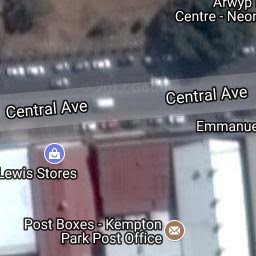 Arwyp
Centre - Neon
Central Ave
Central Ave
Emmanue
Lewis Stores
Post Boxes - Kempton
Park Post Office